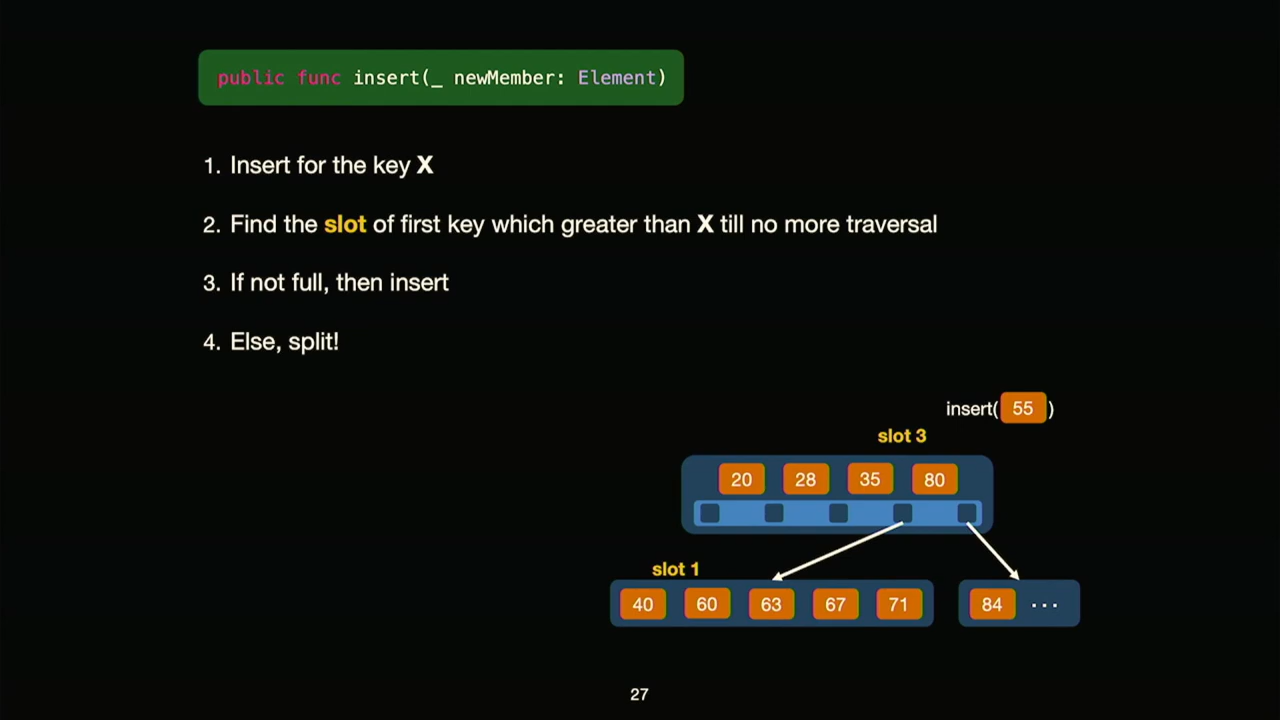 public func insert(_ newMember: Element)
1. Insert for the key X
2. Find the slot of first key which greater than X till no more traversal
3. If not full, then insert
4. Else, split!
insert( 55 )
slot 3
20 28 35 80
slot 1
40 60 63 67 71
84 ...
27